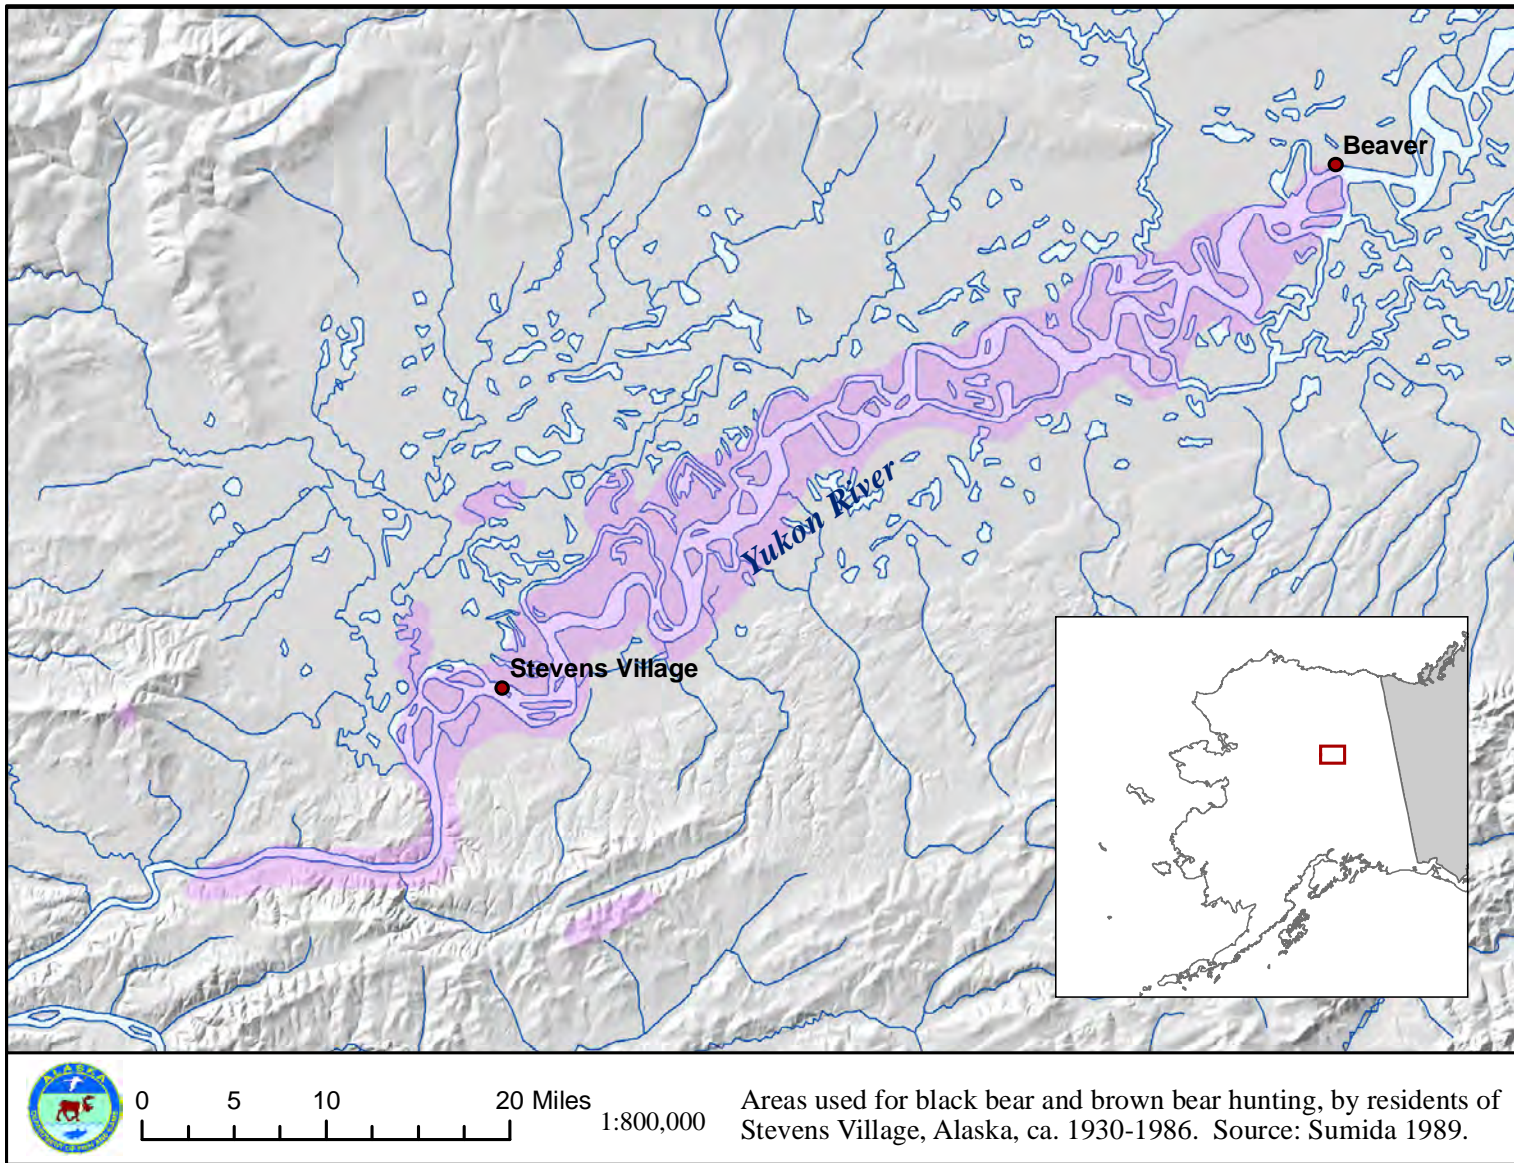 Beaver
Yukon River
Stevens Village
ALASKA
0 5 10 20 Miles
1:800,000
Areas used for black bear and brown bear hunting, by residents of
Stevens Village, Alaska, ca. 1930-1986. Source: Sumida 1989.